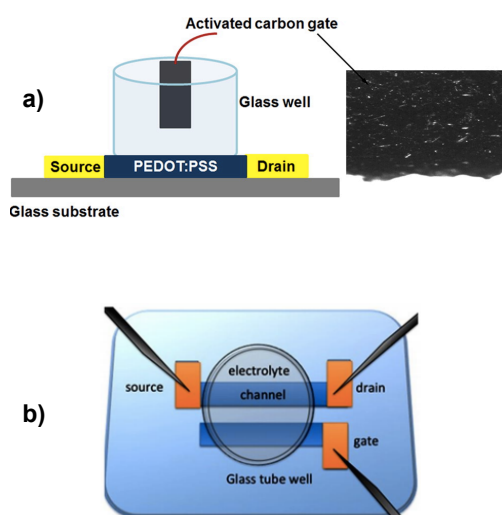 Activated carbon gate
a)
Glass well
Source
PEDOT:PSS
Drain
Glass substrate
b)
electrolyte
source
channel
drain
gate
Glass tube well